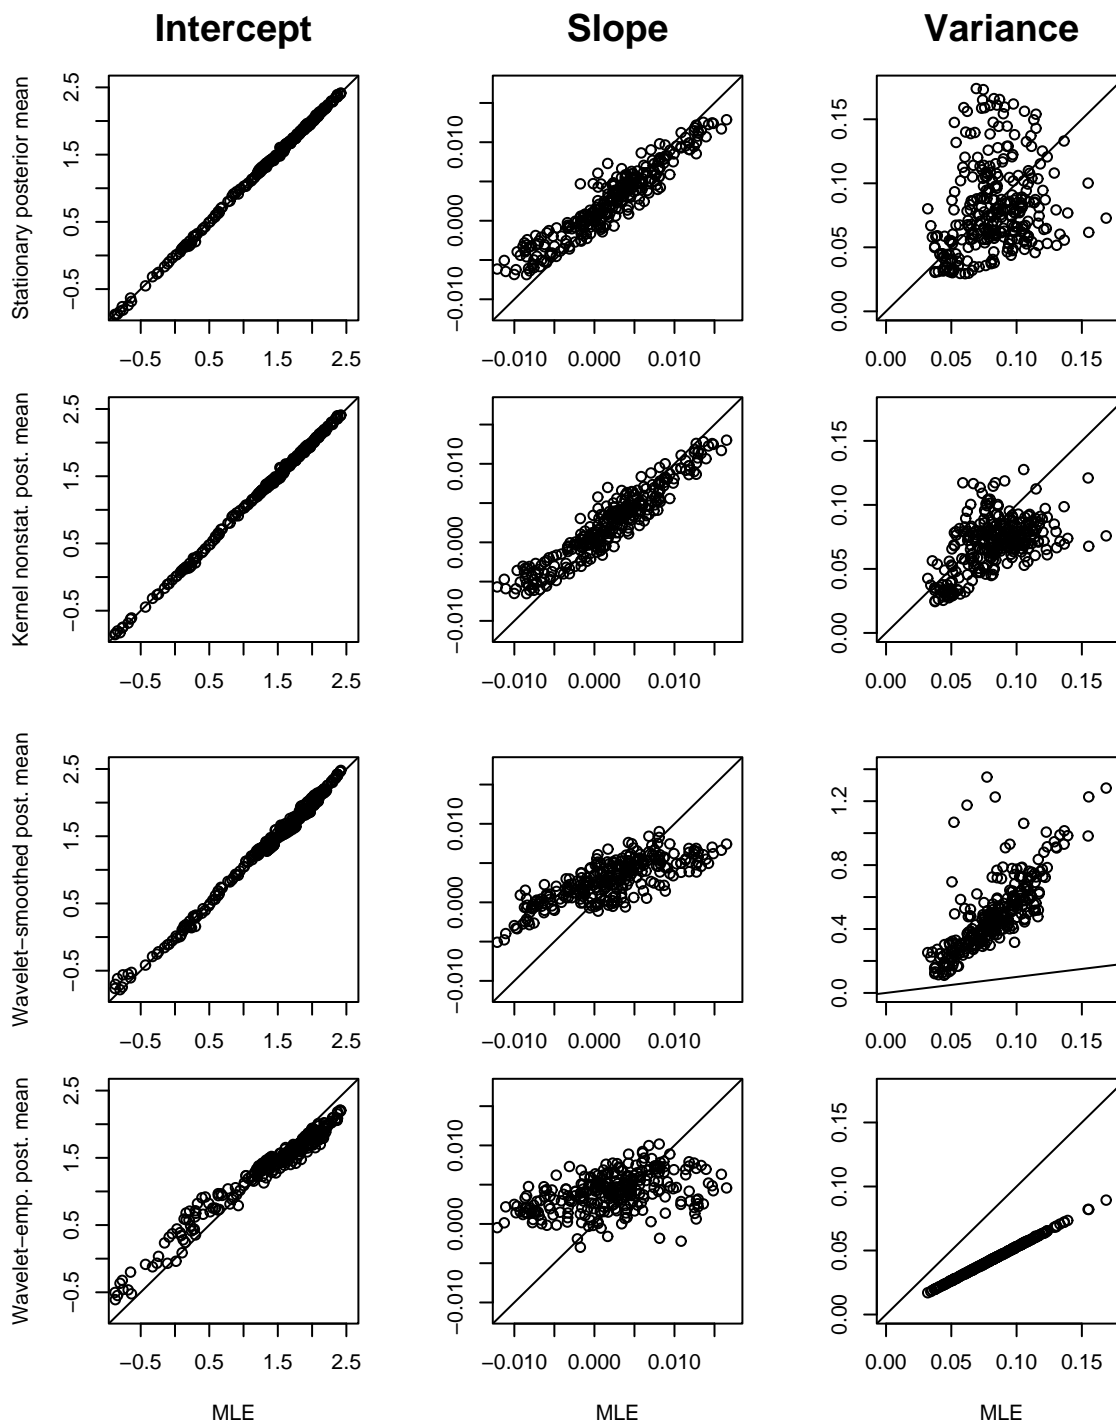 Intercept Slope Variance
Stationary posterior mean
−0.5 0.5 1.5 2.5
−0.5 0.5 1.5 2.5
−0.010 0.000 0.010
−0.010 0.000 0.010
0.00 0.05 0.10 0.15
0.00 0.05 0.10 0.15
Kernel nonstat. post. mean
−0.5 0.5 1.5 2.5
−0.5 0.5 2.5
−0.010 0.000 0.010
−0.010 0.000 0.010
0.00 0.05 0.10 0.15
0.00 0.05 0.10 0.15
Wavelet−smoothed post. mean
−0.5 0.5 1.5 2.5
−0.5 0.5 1.5 2.5
−0.010 0.000 0.010
−0.010 0.000 0.010
0.0 0.4 0.8 1.2
0.00 0.05 0.10 0.15
Wavelet−emp. post. mean
−0.5 0.5 1.5 2.5
−0.5 0.5 1.5 2.5
−0.010 0.000 0.010
−0.010 0.000 0.010
0.00 0.05 0.10 0.15
0.00 0.05 0.10 0.15
MLE MLE MLE